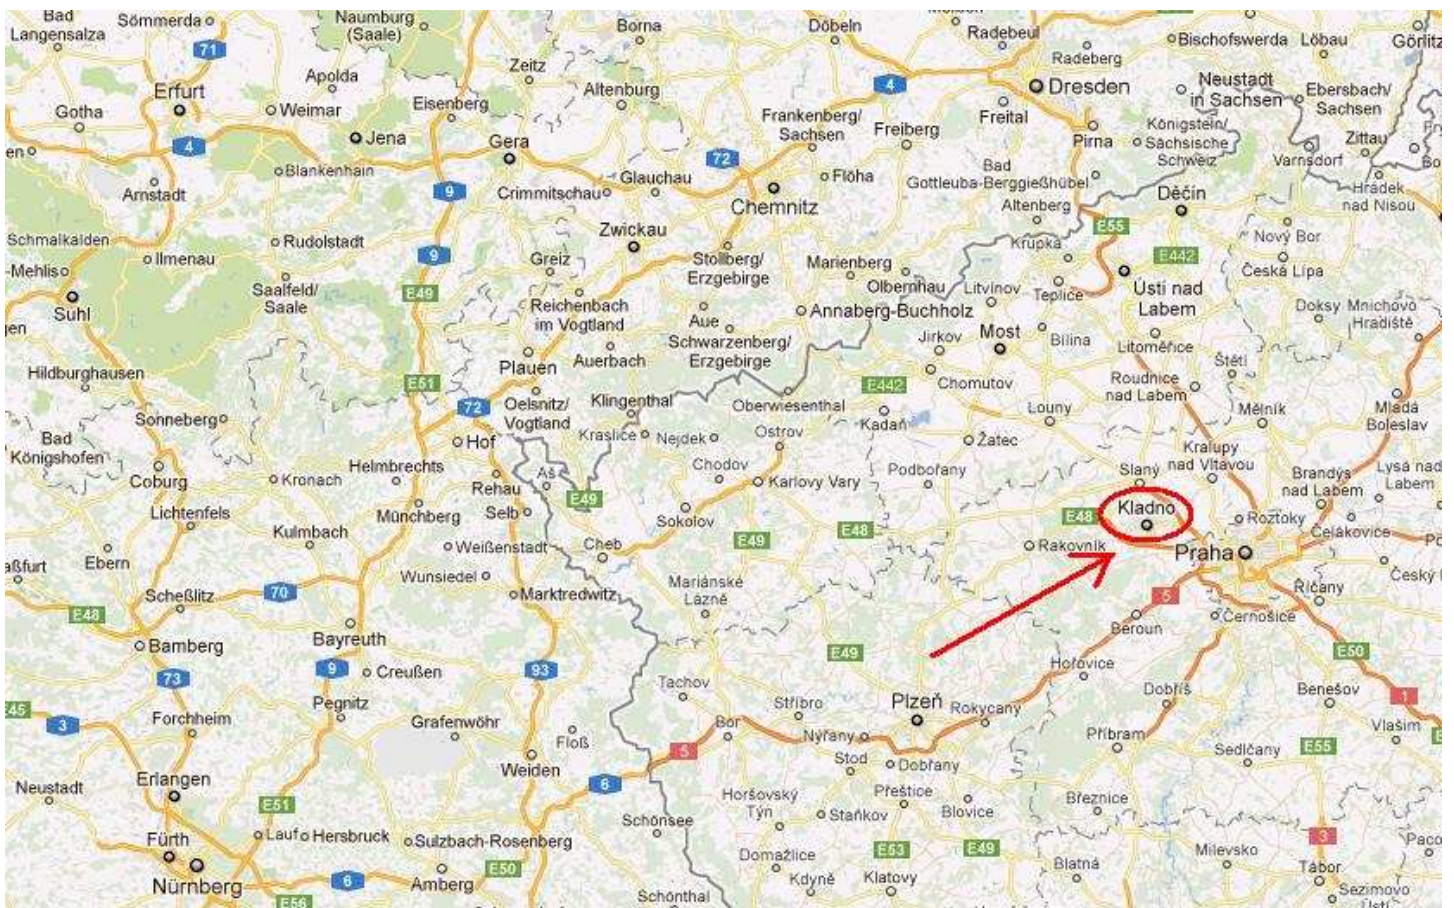 Bad
Langensalza
Sömmerda
Naumburg
(Saale)
Borna
Döbeln
Radebeul
Bischofswerda
Löbau
Görlitz
71
Zeitz
4
Radeberg
Neustadt
in Sachsen
Ebersbach/
Sachsen
Gotha
Erfurt
Apolda
Weimar
Eisenberg
Altenburg
Frankenberg/
Sachsen
Freiberg
Dresden
Freital
Pirna
Königstein/
Sächsische
Schweiz
Zittau
Varnsdorf
4
Jena
Gera
72
Flöha
Bad
Gottleuba-Berggießhübel
Arnstadt
Blankenhain
9
Crimmitschau
Glauchau
Chemnitz
Altenberg
Děčín
Hrádek
nad Nisou
Schmalkalden
Ilmenau
Rudolstadt
9
Greiz
Zwickau
Stollberg/
Erzgebirge
Marienberg
Olbernhau
Krupka
E55
E442
Nový Bor
Česká Lípa
-Mehlis
Suhl
Saalfeld/
Saale
E49
Reichenbach
im Vogtland
Aue
Schwarzenberg/
Erzgebirge
Annaberg-Buchholz
Litvínov
Teplice
Ústí nad
Labem
Doksy
Mnichovo
Hradiště
Jirkov
Most
Bílina
Litoměřice
Štětí
Hildburghausen
E51
Plauen
Auerbach
E442
Chomutov
Roudnice
nad Labem
Sonneberg
72
Oelsnitz/
Vogtland
Klingenthal
Oberwiesenthal
Kadaň
Louny
Mělník
Mladá
Boleslav
Bad
Königshofen
Hof
Kraslice
Nejdek
Ostrov
Žatec
Kralupy
nad Vltavou
Coburg
Kronach
Helmbrechts
Rehau
Aš
Chodov
Karlovy Vary
Podbořany
Slaný
Brandýs
nad Labem
Lysá nad
Labem
Lichtenfels
Münchberg
Selb
E49
Sokolov
E48
Kladno
Roztoky
Čelákovice
Kulmbach
Weißenstadt
Cheb
E49
E48
Rakovník
Praha
Ebern
Wunsiedel
Mariánské
Lázně
Český
Scheßlitz
70
Marktredwitz
5
Říčany
E48
Bamberg
Bayreuth
Beroun
Černošice
9
Creußen
93
E49
Hořovice
E50
73
Pegnitz
Tachov
Stříbro
Plzeň
Rokycany
Dobříš
Benešov
1
3
Forchheim
Grafenwöhr
Floß
Bor
Nýřany
Příbram
Sedlčany
E55
Vlašim
Weiden
5
Stod
Dobřany
Neustadt
Erlangen
6
Horšovský
Týn
Přeštice
Blovice
Březnice
E51
Staňkov
Fürth
Lauf
Hersbruck
Sulzbach-Rosenberg
Schönsee
3
Domažlice
E53
E49
Milevsko
Nürnberg
6
Amberg
E50
Kdyně
Klatovy
Blatná
Tábor
E56
Schönthal
Sezimovo
Ústí